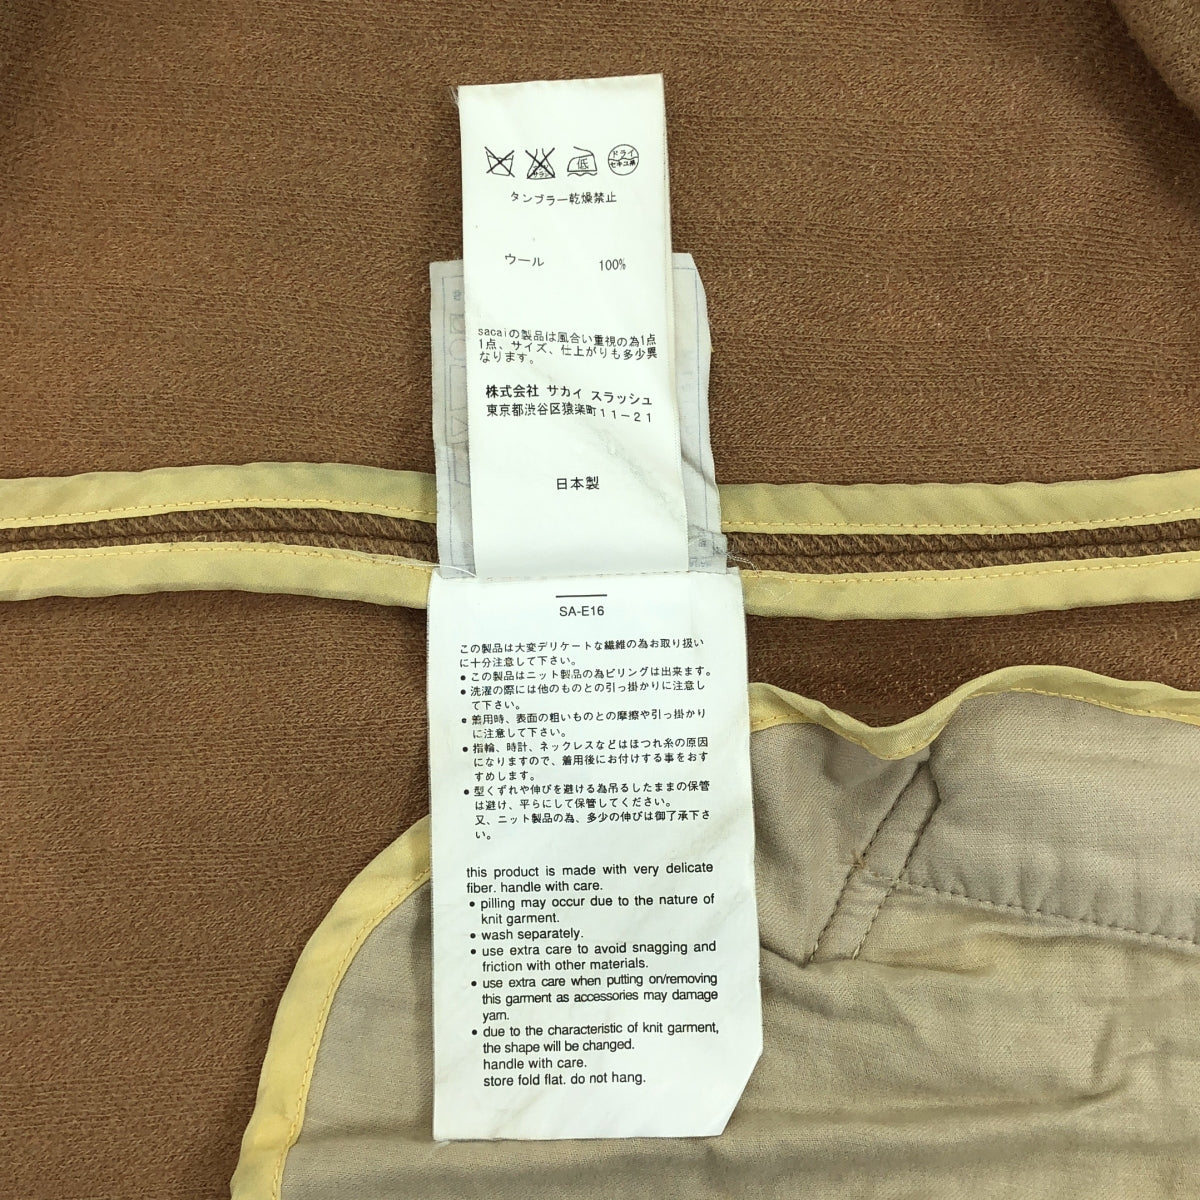 低
ドライ
セキユ系
タンブラー乾燥禁止
ウール 100%
sacaiの製品は風合い重視の為1点
1点、サイズ、仕上がりも多少異
なります。
株式会社 サカイ スラッシュ
東京都渋谷区猿楽町11-21
日本製
SA-E16
この製品は大変デリケートな繊維の為お取り扱い
に十分注意して下さい。
● この製品はニット製品の為ピリングは出来ます。
● 洗濯の際には他のものとの引っ掛かりに注意し
て下さい。
● 着用時、表面の粗いものとの摩擦や引っ掛かり
に注意して下さい。
● 指輪、時計、ネックレスなどはほつれ糸の原因
になりますので、着用後にお付けする事をおす
すめします。
● 型くずれや伸びを避ける為吊るしたままの保管
は避け、平らにして保管してください。
又、ニット製品の為、多少の伸びは御了承下さ
い。
this product is made with very delicate
fiber. handle with care.
● pilling may occur due to the nature of
knit garment.
● wash separately.
● use extra care to avoid snagging and
friction with other materials.
● use extra care when putting on/removing
this garment as accessories may damage
yarn.
● due to the characteristic of knit garment,
the shape will be changed.
handle with care.
store fold flat. do not hang.